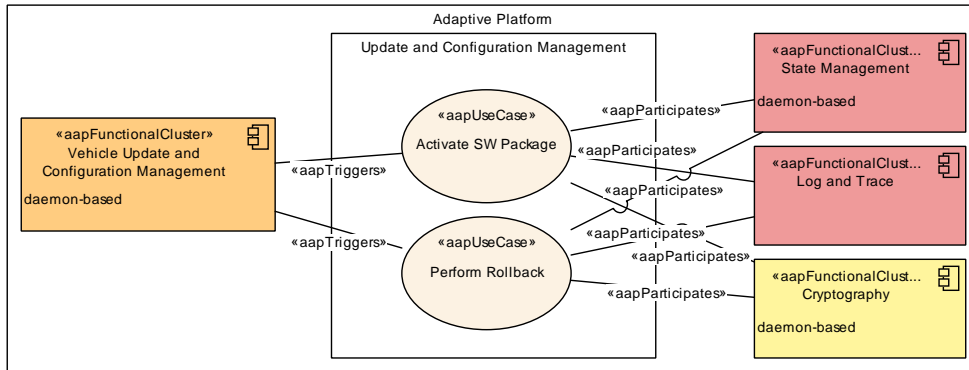 Adaptive Platform
Update and Configuration Management
«aapFunctionalCluster»
Vehicle Update and
Configuration Management
daemon-based
«aapTriggers»
«aapTriggers»
«aapUseCase»
Activate SW Package
«aapUseCase»
Perform Rollback
«aapParticipates»
«aapParticipates»
«aapParticipates»
«aapParticipates»
«aapParticipates»
«aapParticipates»
«aapFunctionalClust...
State Management
daemon-based
«aapFunctionalClust...
Log and Trace
«aapFunctionalClust...
Cryptography
daemon-based